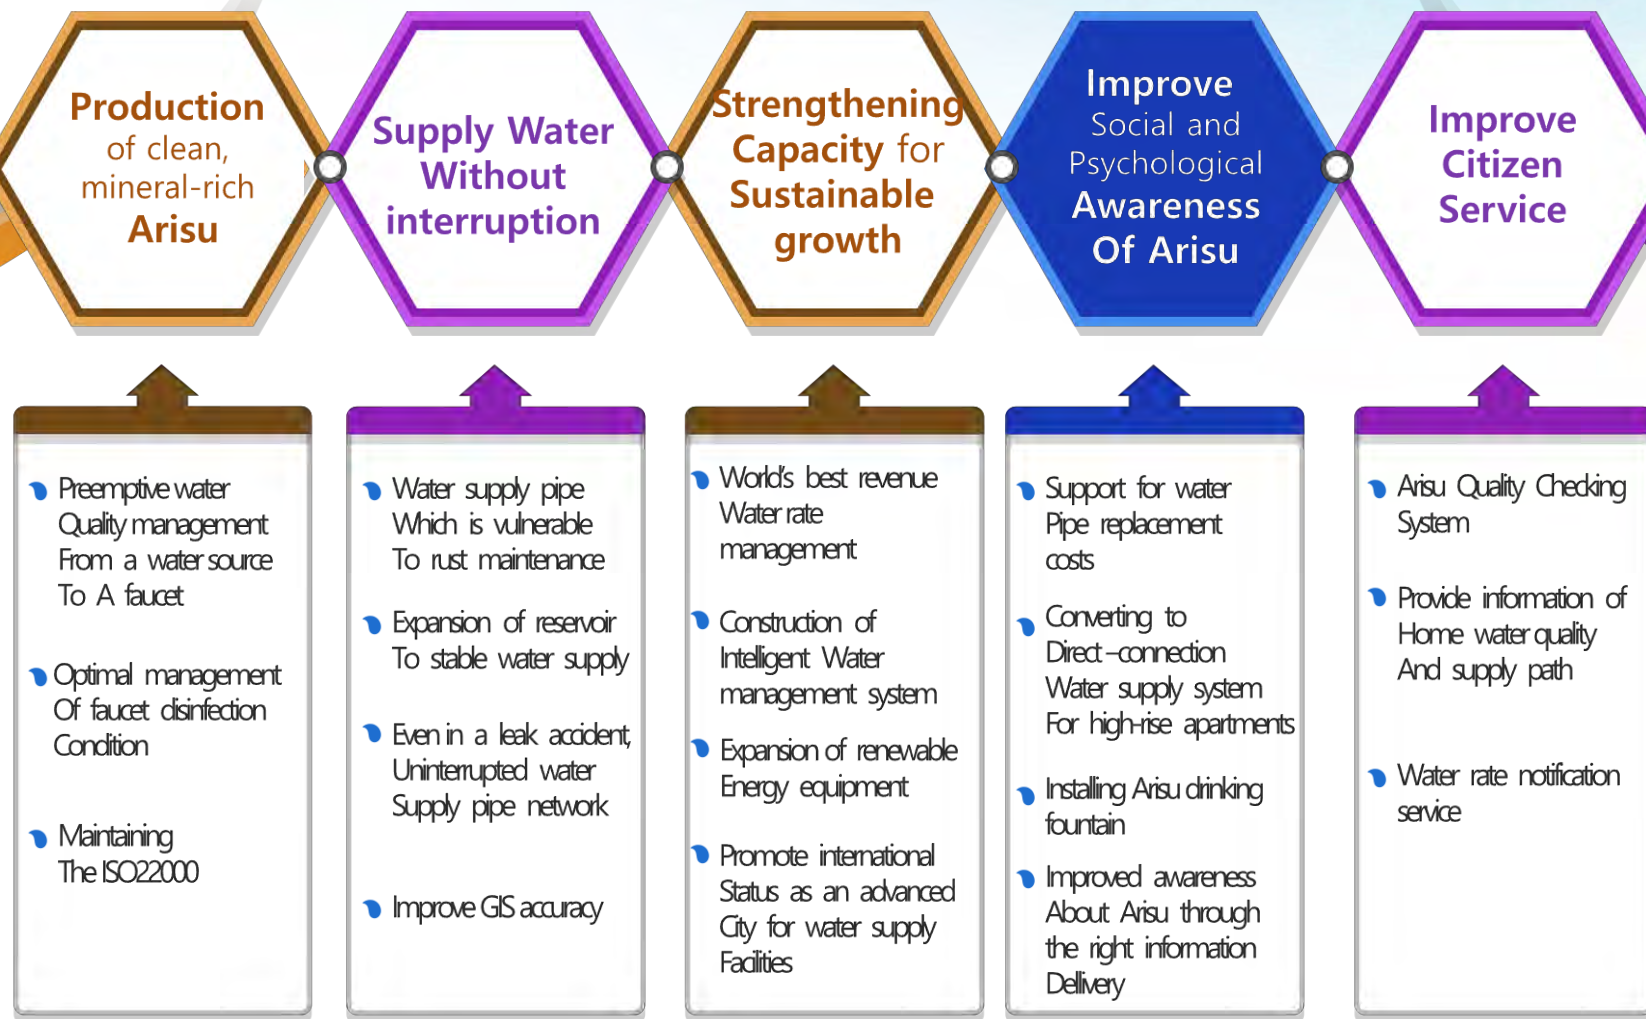 Production
of clean,
mineral-rich
Arisu
Supply Water
Without
interruption
Strengthening
Capacity for
Sustainable
growth
Improve
Social and
Psychological
Awareness
Of Arisu
Improve
Citizen
Service
Preemptive water
Quality management
From a water source
To A faucet
Optimal management
Of faucet disinfection
Condition
Maintaining
The ISO22000
Water supply pipe
Which is vulnerable
To rust maintenance
Expansion of reservoir
To stable water supply
Even in a leak accident,
Uninterrupted water
Supply pipe network
Improve GIS accuracy
World's best revenue
Water rate
management
Construction of
Intelligent Water
management system
Expansion of renewable
Energy equipment
Promote international
Status as an advanced
City for water supply
Facilities
Support for water
Pipe replacement
costs
Converting to
Direct-connection
Water supply system
For high-rise apartments
Installing Arisu drinking
fountain
Improved awareness
About Arisu through
the right information
Dellivery
Arisu Quality Checking
System
Provide information of
Home water quality
And supply path
Water rate notification
service